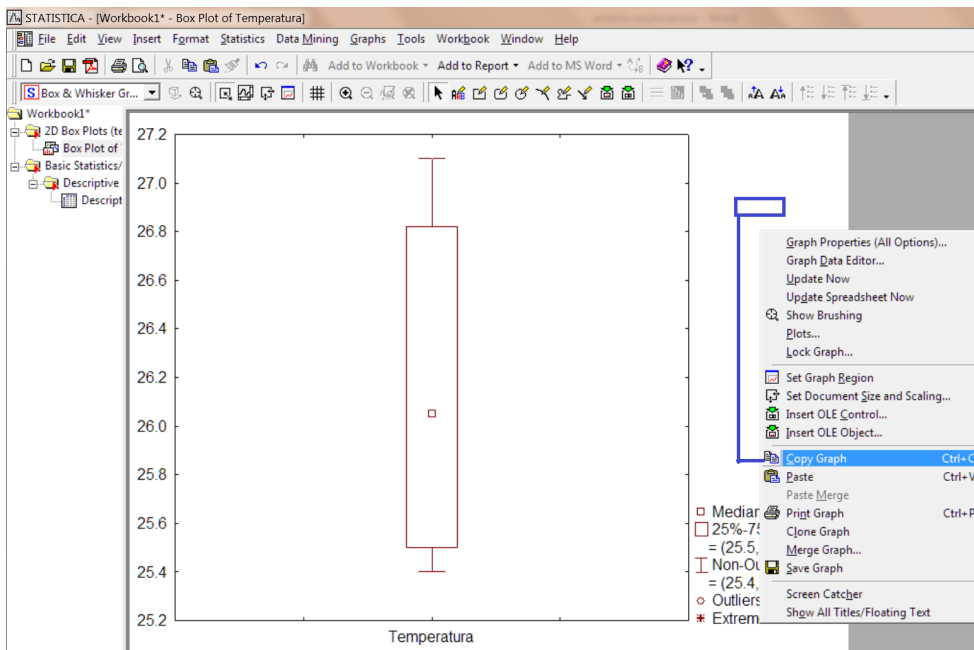 STATISTICA - [Workbook1* - Box Plot of Temperatura]
File Edit View Insert Format Statistics Data Mining Graphs Tools Workbook Window Help
Add to Workbook Add to Report Add to MS Word
S Box & Whisker Gr...
Workbook1*
2D Box Plots (te
Box Plot of
Basic Statistics/
Descriptive
Descript
27.2
27.0
26.8
26.6
26.4
26.2
26.0
25.8
25.6
25.4
25.2
Temperatura
Median
25%-75
= (25.5,
Non-Ou
= (25.4,
Outliers
Extrem
Graph Properties (All Options)...
Graph Data Editor...
Update Now
Update Spreadsheet Now
Show Brushing
Plots...
Lock Graph...
Set Graph Region
Set Document Size and Scaling...
Insert OLE Control...
Insert OLE Object...
Copy Graph Ctrl+C
Paste Ctrl+V
Paste Merge
Print Graph Ctrl+P
Clone Graph
Merge Graph...
Save Graph
Screen Catcher
Show All Titles/Floating Text